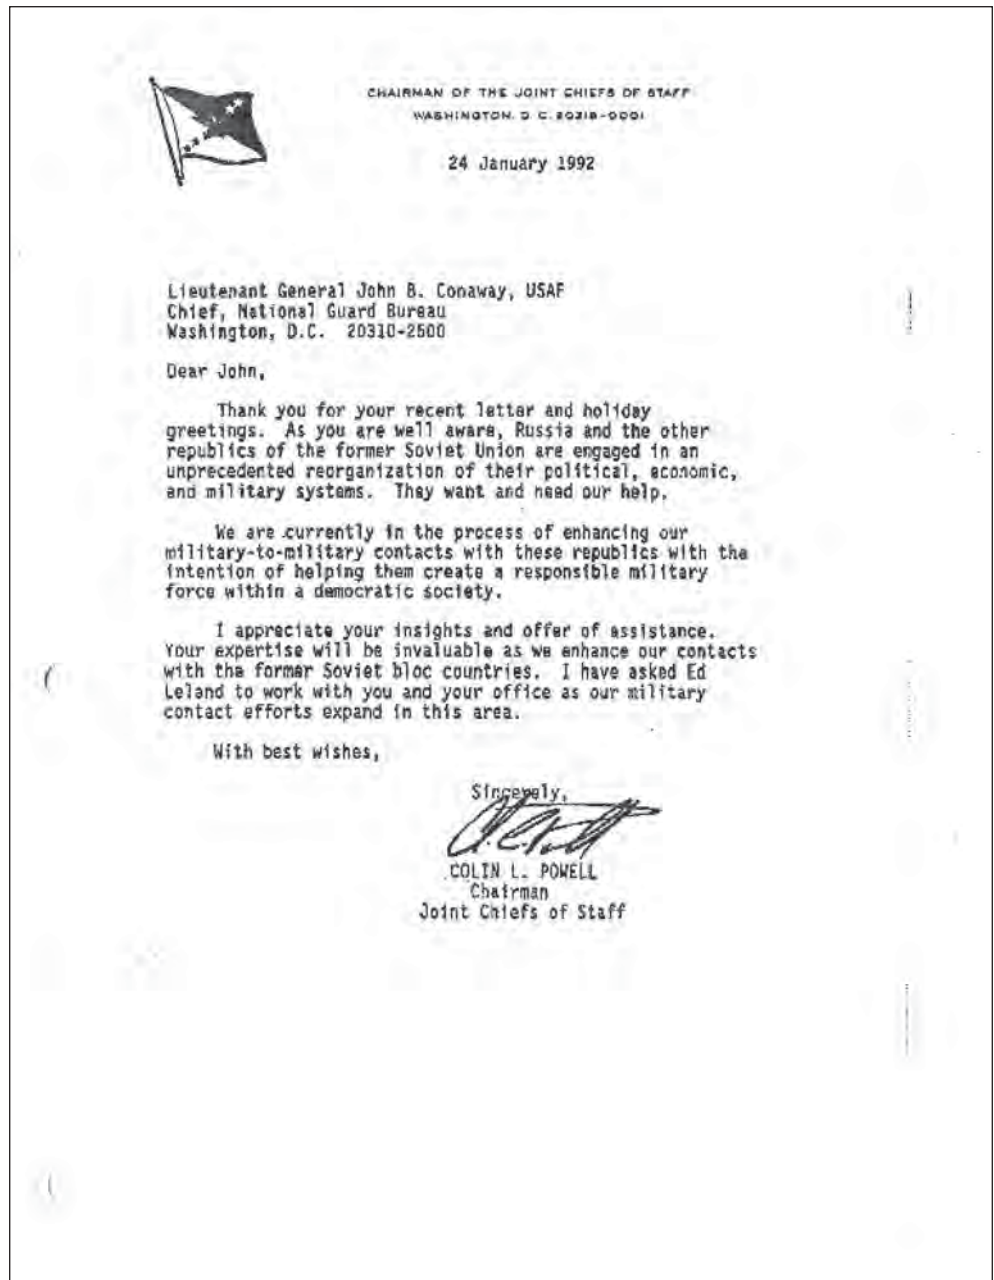 CHAIRMAN OF THE JOINT CHIEFS OF STAFF
WASHINGTON, D.C. 20318-0001
24 January 1992
Lieutenant General John B. Conaway, USAF
Chief, National Guard Bureau
Washington, D.C. 20310-2500
Dear John,
Thank you for your recent letter and holiday
greetings. As you are well aware, Russia and the other
republics of the former Soviet Union are engaged in an
unprecedented reorganization of their political, economic,
and military systems. They want and need our help.
We are currently in the process of enhancing our
military-to-military contacts with these republics with the
intention of helping them create a responsible military
force within a democratic society.
I appreciate your insights and offer of assistance.
Your expertise will be invaluable as we enhance our contacts
with the former Soviet bloc countries. I have asked Ed
Leland to work with you and your office as our military
contact efforts expand in this area.
With best wishes,
Sincerely,
COLIN L. POWELL
Chairman
Joint Chiefs of Staff